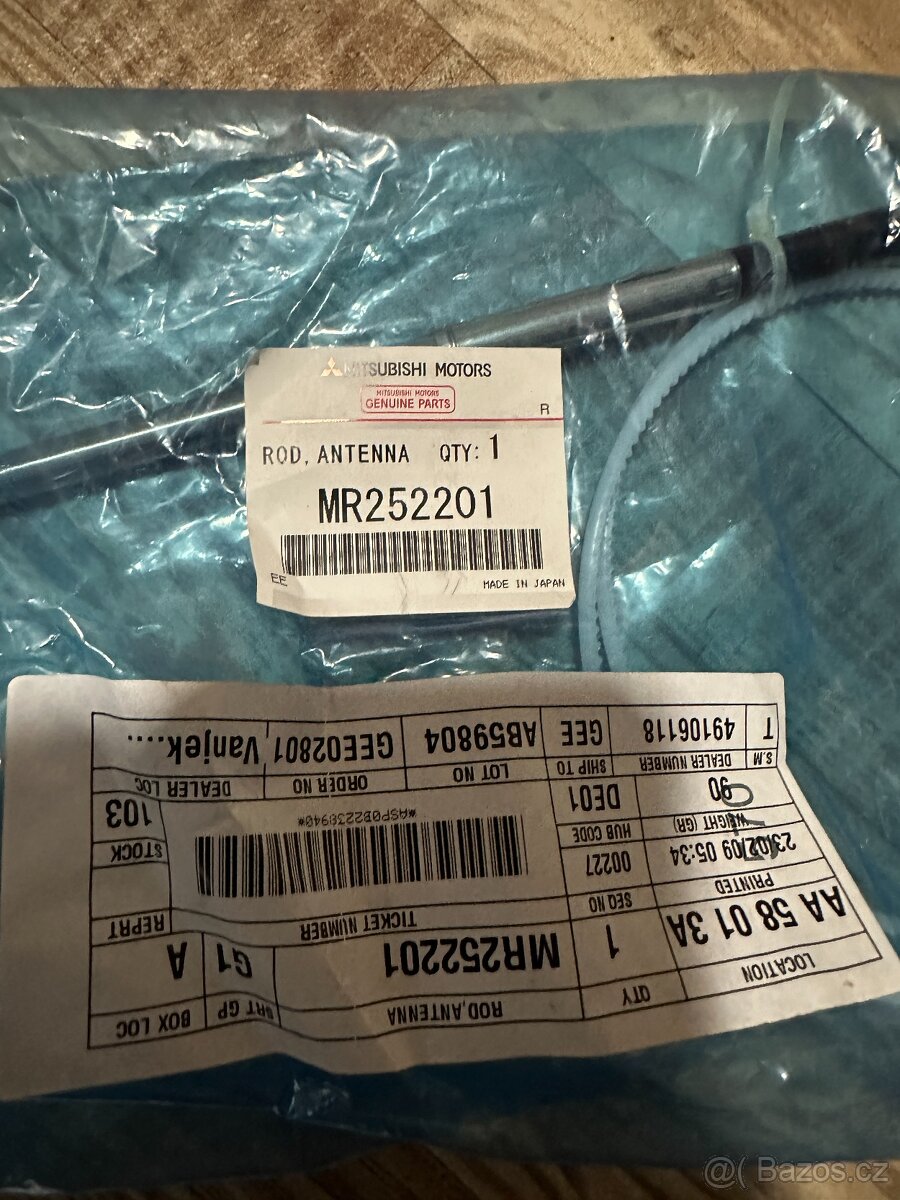 MITSUBISHI MOTORS
MITSUBISHI MOTORS
GENUINE PARTS
R
ROD, ANTENNA QTY: 1
MR252201
EE
MADE IN JAPAN
LOCATION QTY ROD,ANTENNA SRT GP BOX LOC
AA 58 01 3A 1 MR252201 G1 A
PRINTED SEQ NO TICKET NUMBER REPRT
23/02/09 05:34 00227
WEIGHT (GR) HUB CODE STOCK
90 DE01 *ASP0B2238940* 103
S.M DEALER NUMBER SHIP TO LOT NO ORDER NO DEALER LOC
T 49106118 GEE AB59804 GEE02801 Vanjek....
@( Bazos.cz